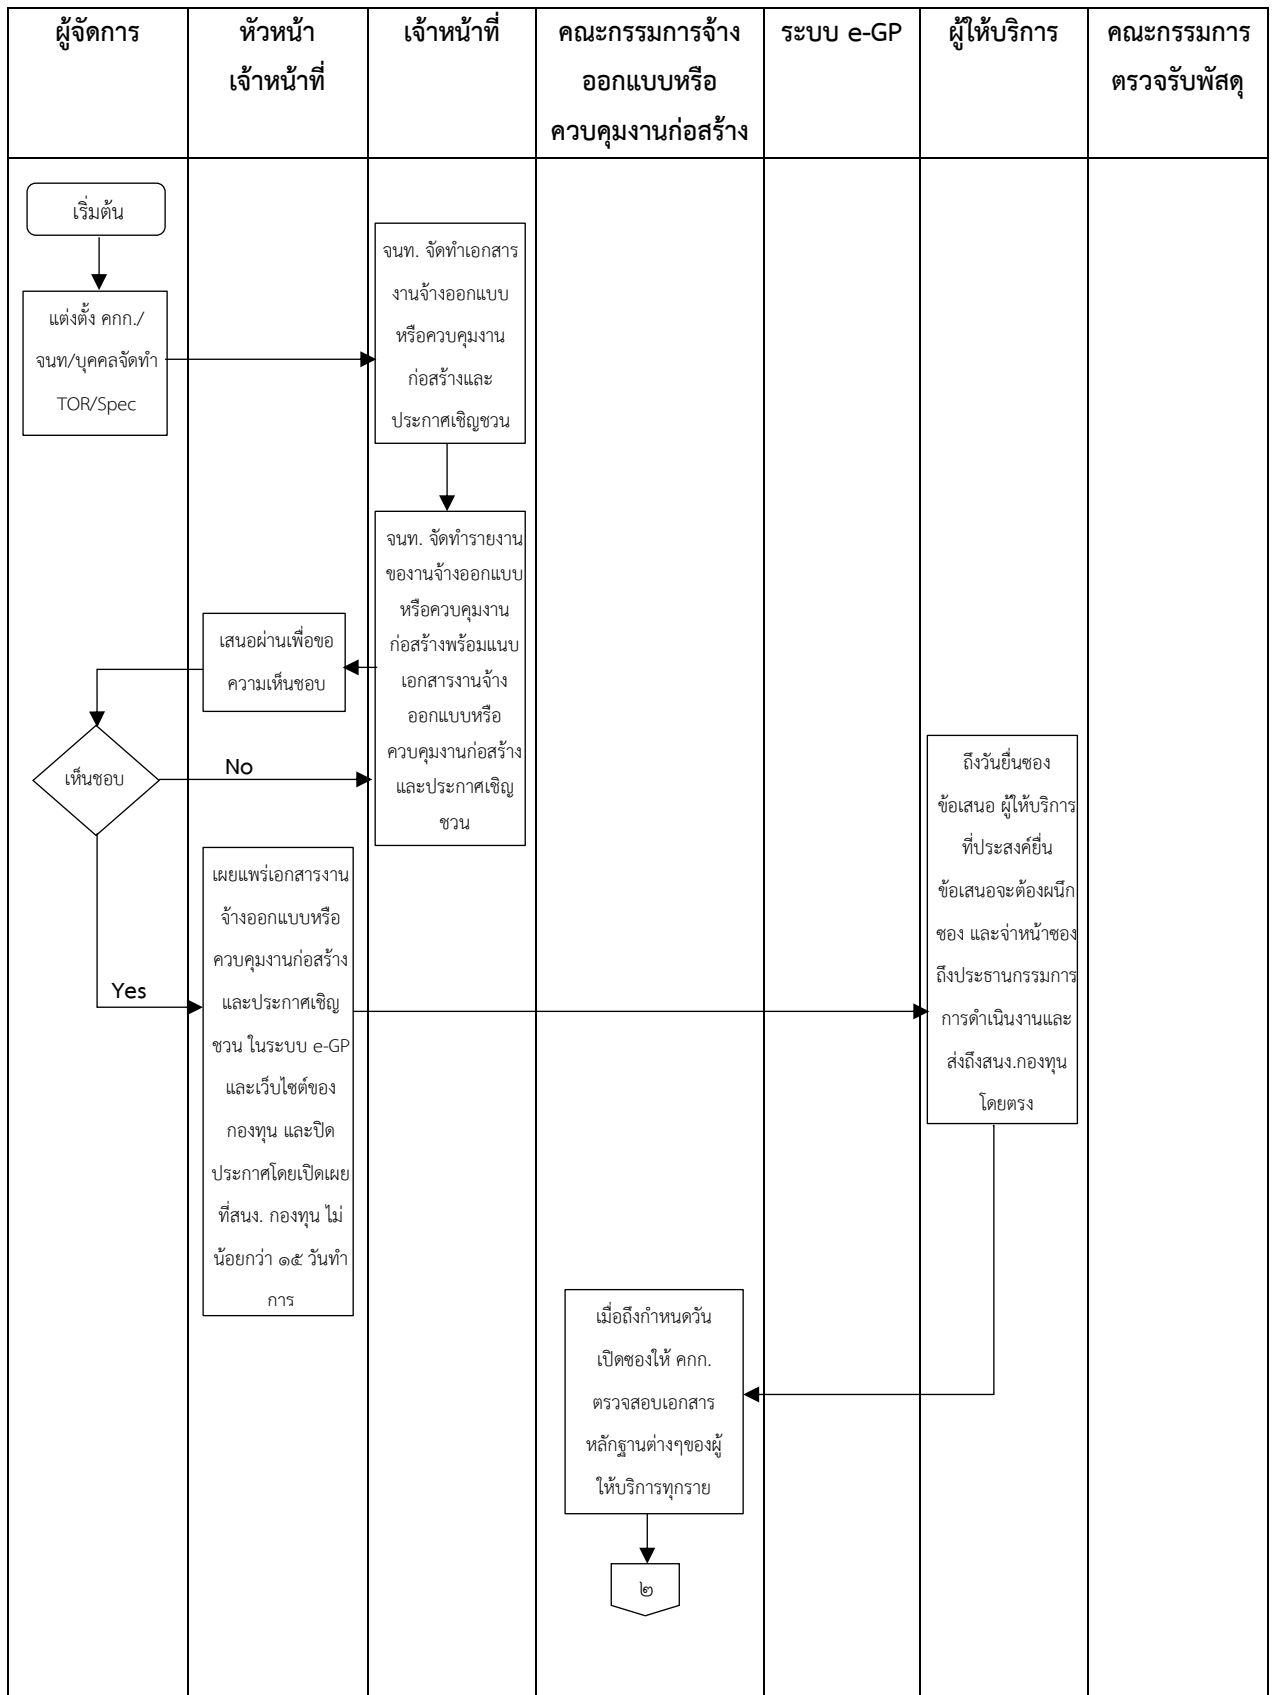 ผู้จัดการ
หัวหน้า
เจ้าหน้าที่
เจ้าหน้าที่
คณะกรรมการจ้าง
ออกแบบหรือ
ควบคุมงานก่อสร้าง
ระบบ e-GP
ผู้ให้บริการ
คณะกรรมการ
ตรวจรับพัสดุ
เริ่มต้น
แต่งตั้ง คกก./
จนท/บุคคลจัดทำ
TOR/Spec
จนท. จัดทำเอกสาร
งานจ้างออกแบบ
หรือควบคุมงาน
ก่อสร้างและ
ประกาศเชิญชวน
จนท. จัดทำรายงาน
ของานจ้างออกแบบ
หรือควบคุมงาน
ก่อสร้างพร้อมแนบ
เอกสารงานจ้าง
ออกแบบหรือ
ควบคุมงานก่อสร้าง
และประกาศเชิญ
ชวน
เสนอผ่านเพื่อขอ
ความเห็นชอบ
เห็นชอบ
No
Yes
เผยแพร่เอกสารงาน
จ้างออกแบบหรือ
ควบคุมงานก่อสร้าง
และประกาศเชิญ
ชวน ในระบบ e-GP
และเว็บไซต์ของ
กองทุน และปิด
ประกาศโดยเปิดเผย
ที่สนง. กองทุน ไม่
น้อยกว่า ๑๕ วันทำ
การ
ถึงวันยื่นซอง
ข้อเสนอ ผู้ให้บริการ
ที่ประสงค์ยื่น
ข้อเสนอจะต้องผนึก
ซอง และจ่าหน้าซอง
ถึงประธานกรรมการ
การดำเนินงานและ
ส่งถึงสนง.กองทุน
โดยตรง
เมื่อถึงกำหนดวัน
เปิดซองให้ คกก.
ตรวจสอบเอกสาร
หลักฐานต่างๆของผู้
ให้บริการทุกราย
๒